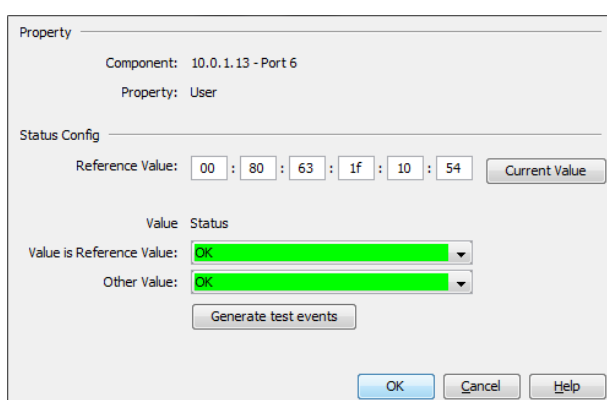 Property
Component: 10.0.1.13 - Port 6
Property: User
Status Config
Reference Value: 00 : 80 : 63 : 1f : 10 : 54 Current Value
Value Status
Value is Reference Value: OK
Other Value: OK
Generate test events
OK Cancel Help